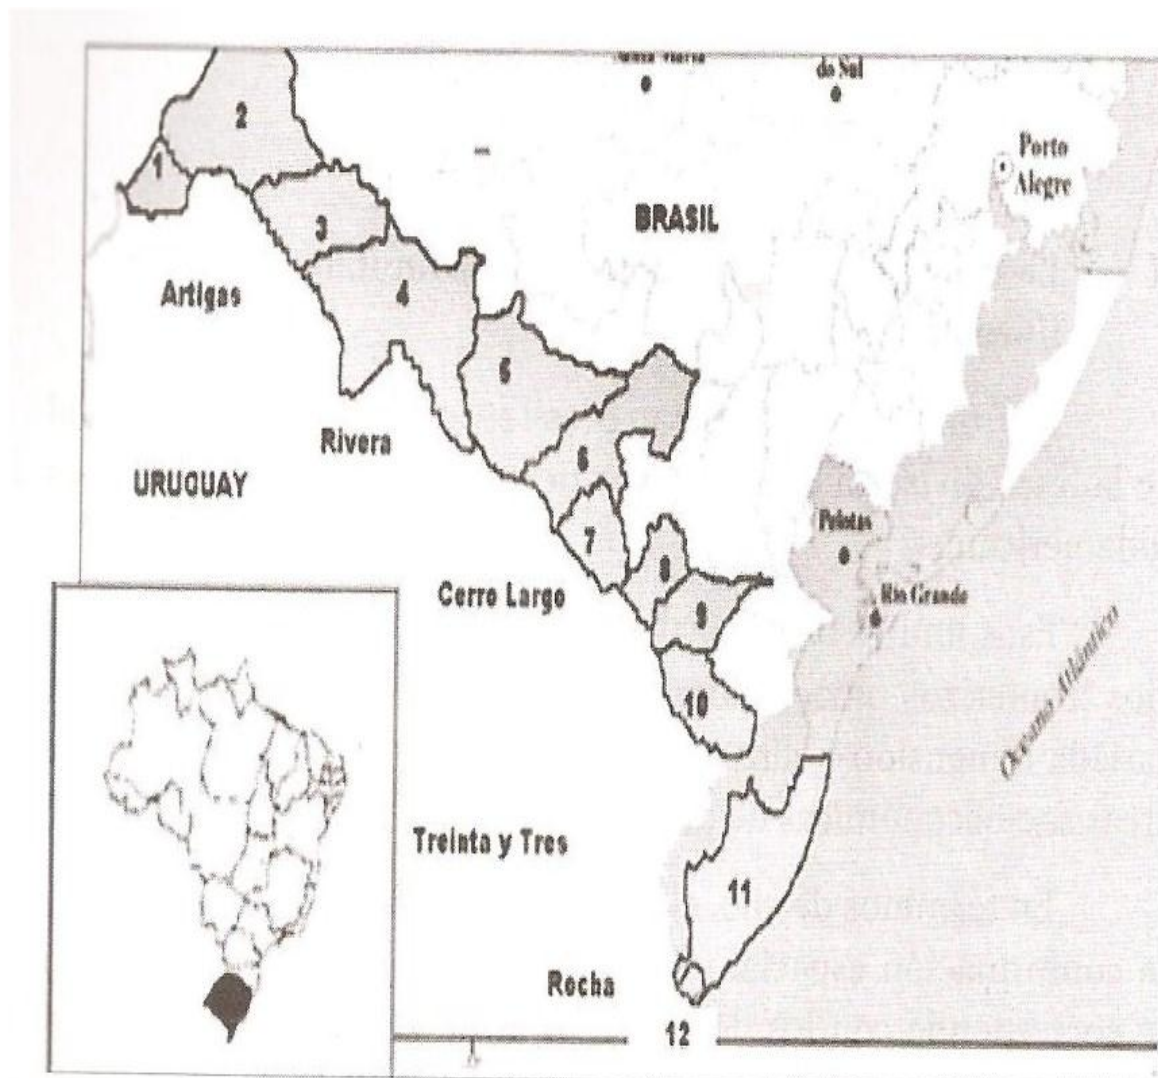 do Sul
2
Porto
Alegre
1
BRASIL
3
Artigas
4
5
Rivera
6
URUGUAY
Pelotas
7
8
Cerro Largo
Rio Grande
9
10
Oceano Atlántico
Treinta y Tres
11
Rocha
12